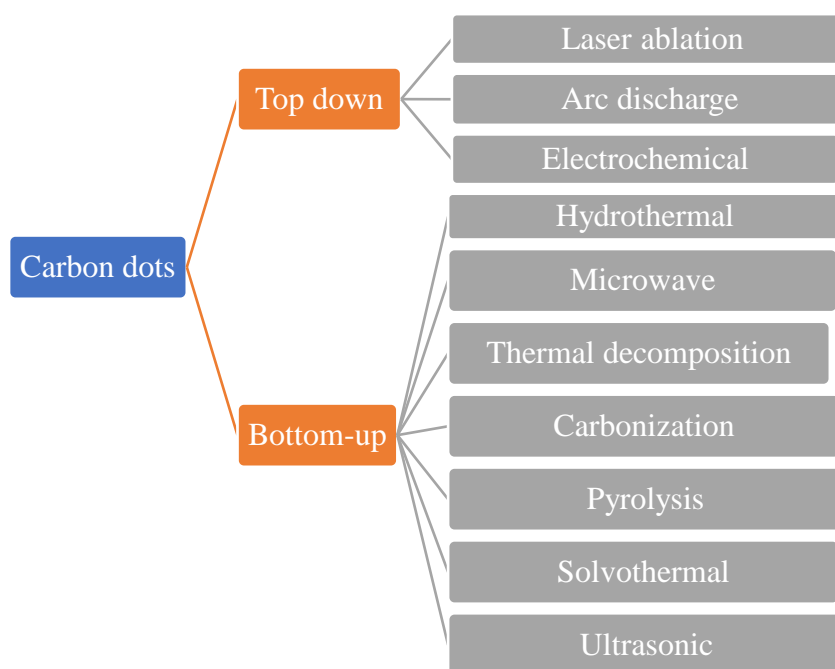 Carbon dots
Top down
Laser ablation
Arc discharge
Electrochemical
Bottom-up
Hydrothermal
Microwave
Thermal decomposition
Carbonization
Pyrolysis
Solvothermal
Ultrasonic